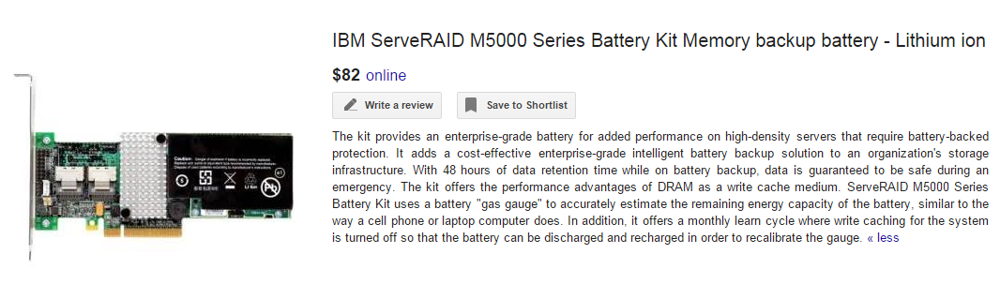 IBM ServeRAID M5000 Series Battery Kit Memory backup battery - Lithium ion
$82 online
Write a review Save to Shortlist
The kit provides an enterprise-grade battery for added performance on high-density servers that require battery-backed
protection. It adds a cost-effective enterprise-grade intelligent battery backup solution to an organization's storage
infrastructure. With 48 hours of data retention time while on battery backup, data is guaranteed to be safe during an
emergency. The kit offers the performance advantages of DRAM as a write cache medium. ServeRAID M5000 Series
Battery Kit uses a battery "gas gauge" to accurately estimate the remaining energy capacity of the battery, similar to the
way a cell phone or laptop computer does. In addition, it offers a monthly learn cycle where write caching for the system
is turned off so that the battery can be discharged and recharged in order to recalibrate the gauge. « less
Caution:
Li Ion
Pb